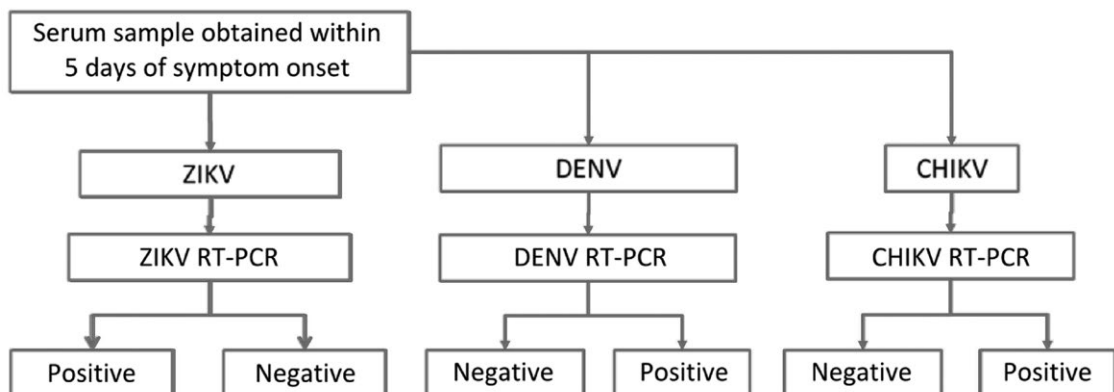 Serum sample obtained within
5 days of symptom onset
ZIKV
DENV
CHIKV
ZIKV RT-PCR
DENV RT-PCR
CHIKV RT-PCR
Positive
Negative
Negative
Positive
Negative
Positive